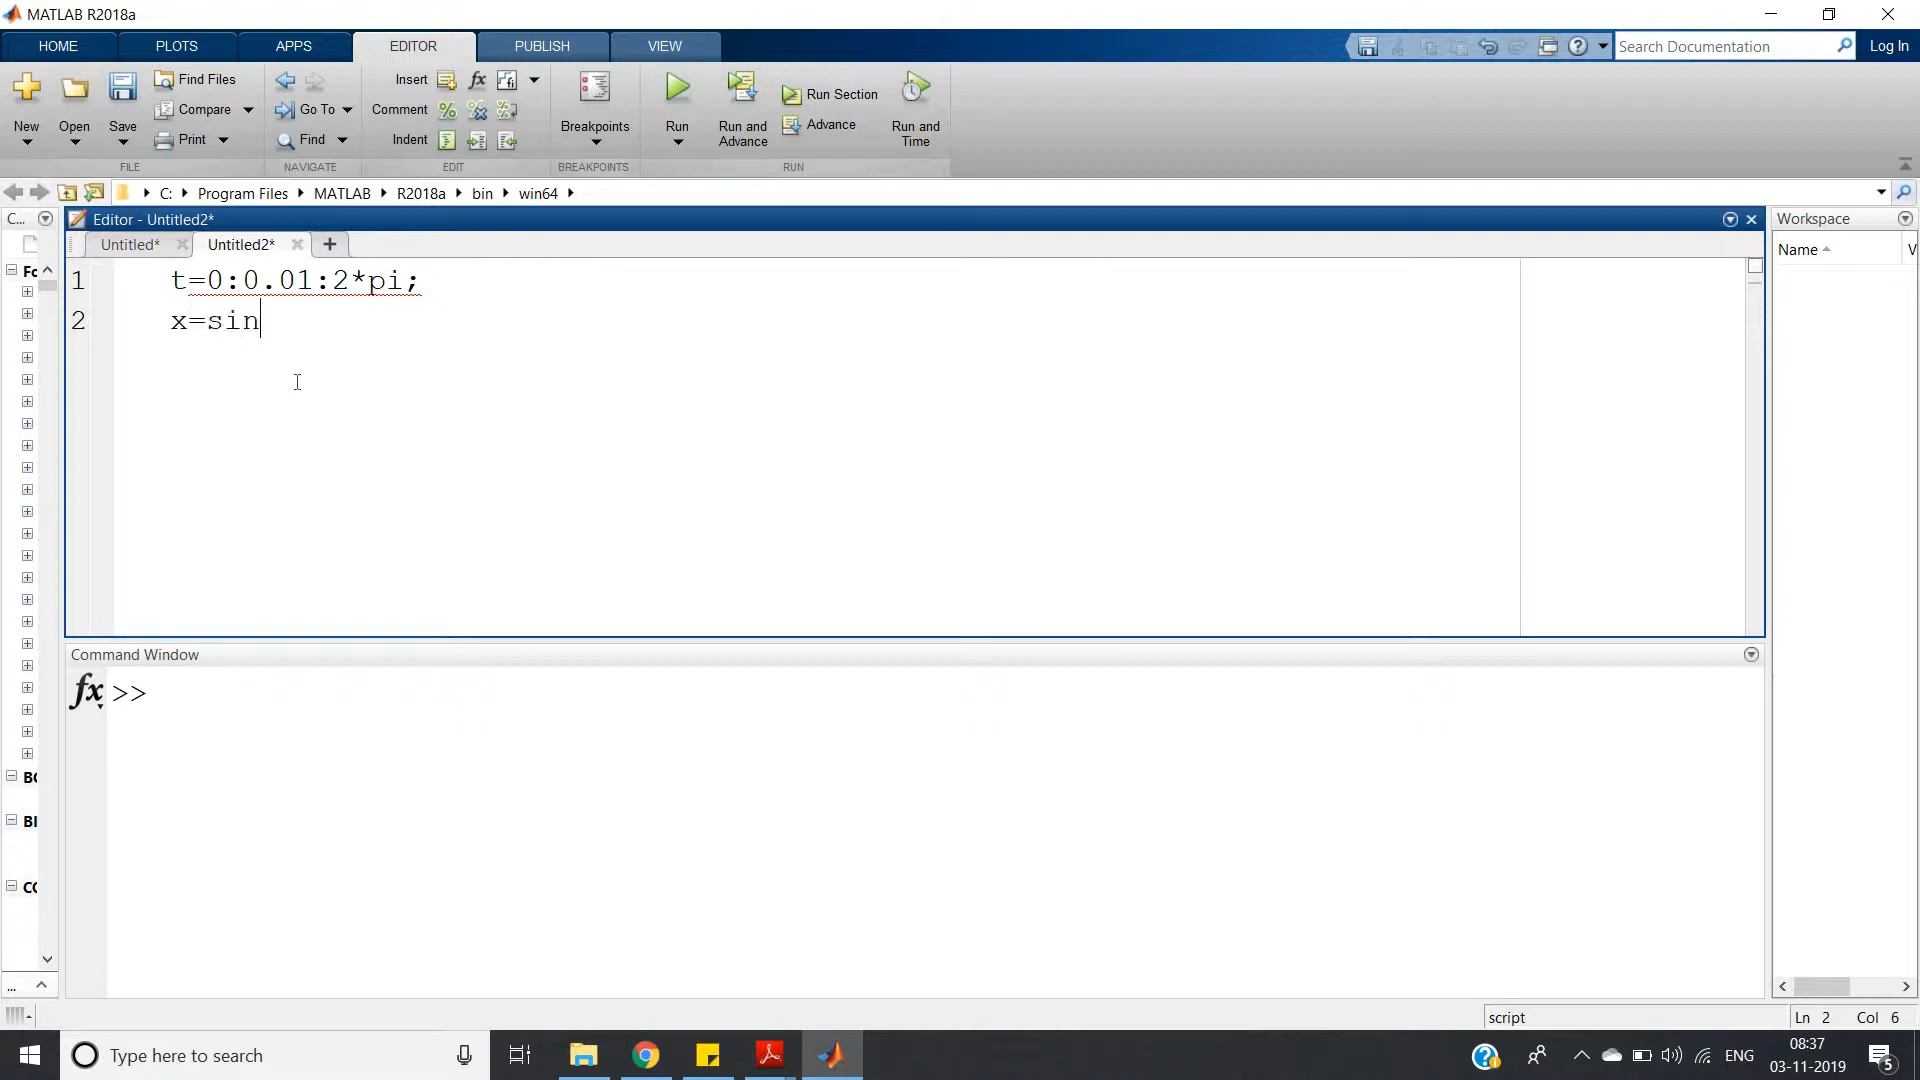 MATLAB R2018a
HOME PLOTS APPS EDITOR PUBLISH VIEW
Search Documentation
Log In
New
Open
Save
Find Files
Compare
Print
FILE
Go To
Find
NAVIGATE
Insert fx
Comment
Indent
EDIT
Breakpoints
BREAKPOINTS
Run
Run and Advance
Run Section
Advance
Run and Time
RUN
C: Program Files MATLAB R2018a bin win64
C...
Editor - Untitled2*
Workspace
Untitled* Untitled2*
Name V
1 t=0:0.01:2*pi;
2 x=sin
Command Window
fx >>
...
script
Ln 2 Col 6
Type here to search
ENG
08:37
03-11-2019
5